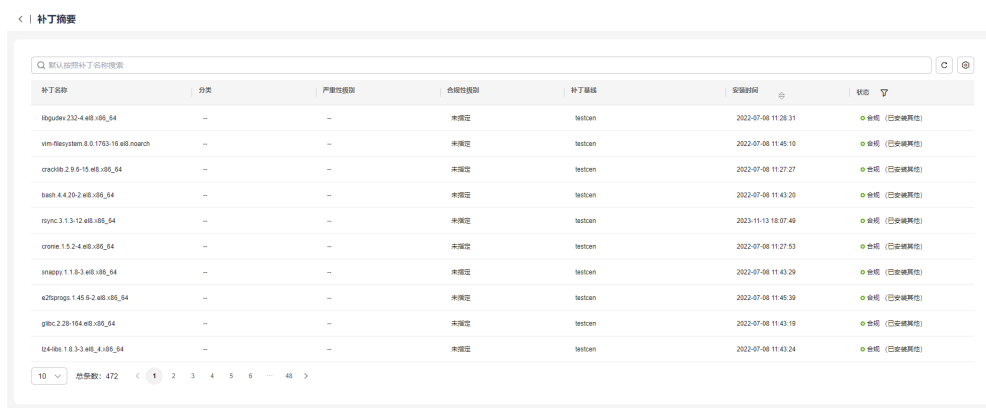 补丁摘要
默认按照补丁名称搜索
补丁名称 分类 严重性级别 合规性级别 补丁基线 安装时间 状态
libgudev.232-4.el8.x86_64 -- -- 未指定 testcen 2022-07-08 11:28:31 合规 (已安装其他)
vim-filesystem.8.0.1763-16.el8.noarch -- -- 未指定 testcen 2022-07-08 11:45:10 合规 (已安装其他)
cracklib.2.9.6-15.el8.x86_64 -- -- 未指定 testcen 2022-07-08 11:27:27 合规 (已安装其他)
bash.4.4.20-2.el8.x86_64 -- -- 未指定 testcen 2022-07-08 11:43:20 合规 (已安装其他)
rsync.3.1.3-12.el8.x86_64 -- -- 未指定 testcen 2023-11-13 18:07:49 合规 (已安装其他)
cronie.1.5.2-4.el8.x86_64 -- -- 未指定 testcen 2022-07-08 11:27:53 合规 (已安装其他)
snappy.1.1.8-3.el8.x86_64 -- -- 未指定 testcen 2022-07-08 11:43:29 合规 (已安装其他)
e2fsprogs.1.45.6-2.el8.x86_64 -- -- 未指定 testcen 2022-07-08 11:45:39 合规 (已安装其他)
glibc.2.28-164.el8.x86_64 -- -- 未指定 testcen 2022-07-08 11:43:19 合规 (已安装其他)
lz4-libs.1.8.3-3.el8_4.x86_64 -- -- 未指定 testcen 2022-07-08 11:43:24 合规 (已安装其他)
10 总条数: 472 < 1 2 3 4 5 6 ... 48 >